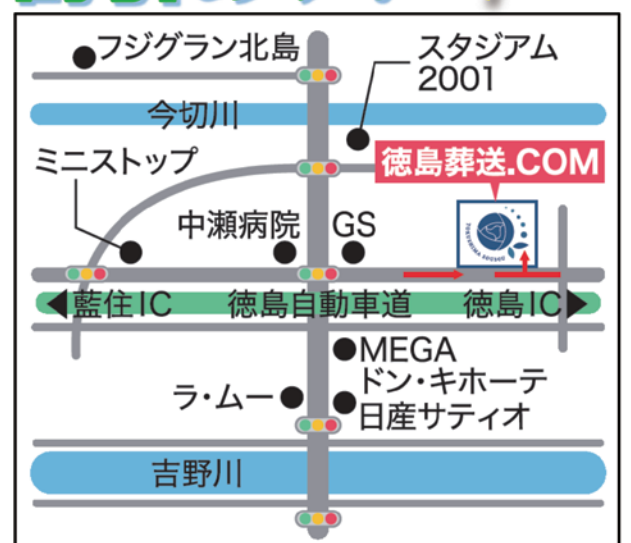 フジグラン北島
スタジアム
2001
今切川
ミニストップ
徳島葬送.COM
中瀬病院
GS
藍住IC
徳島自動車道
徳島IC
MEGA
ドン・キホーテ
ラ・ムー
日産サティオ
吉野川